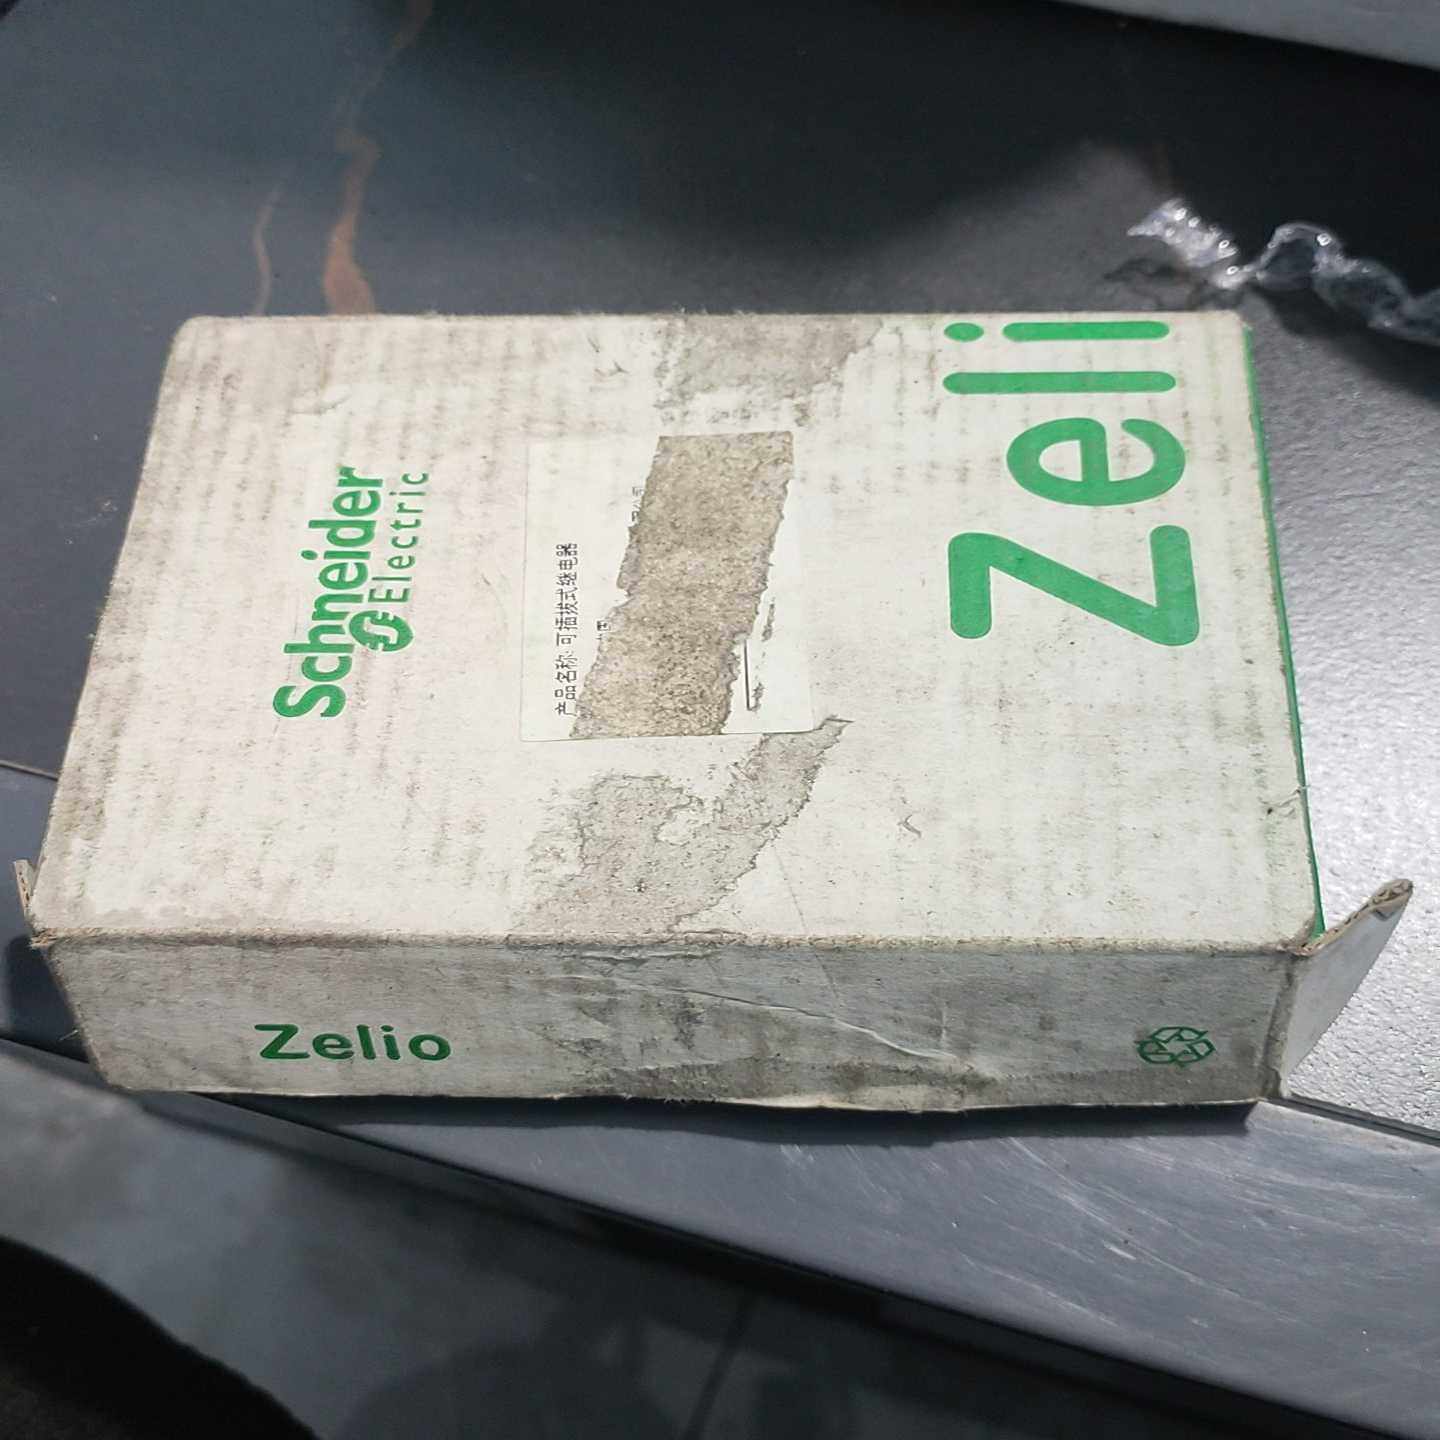 Schneider
Electric
产品名称: 可插拔式继电器
Zeli
Zelio